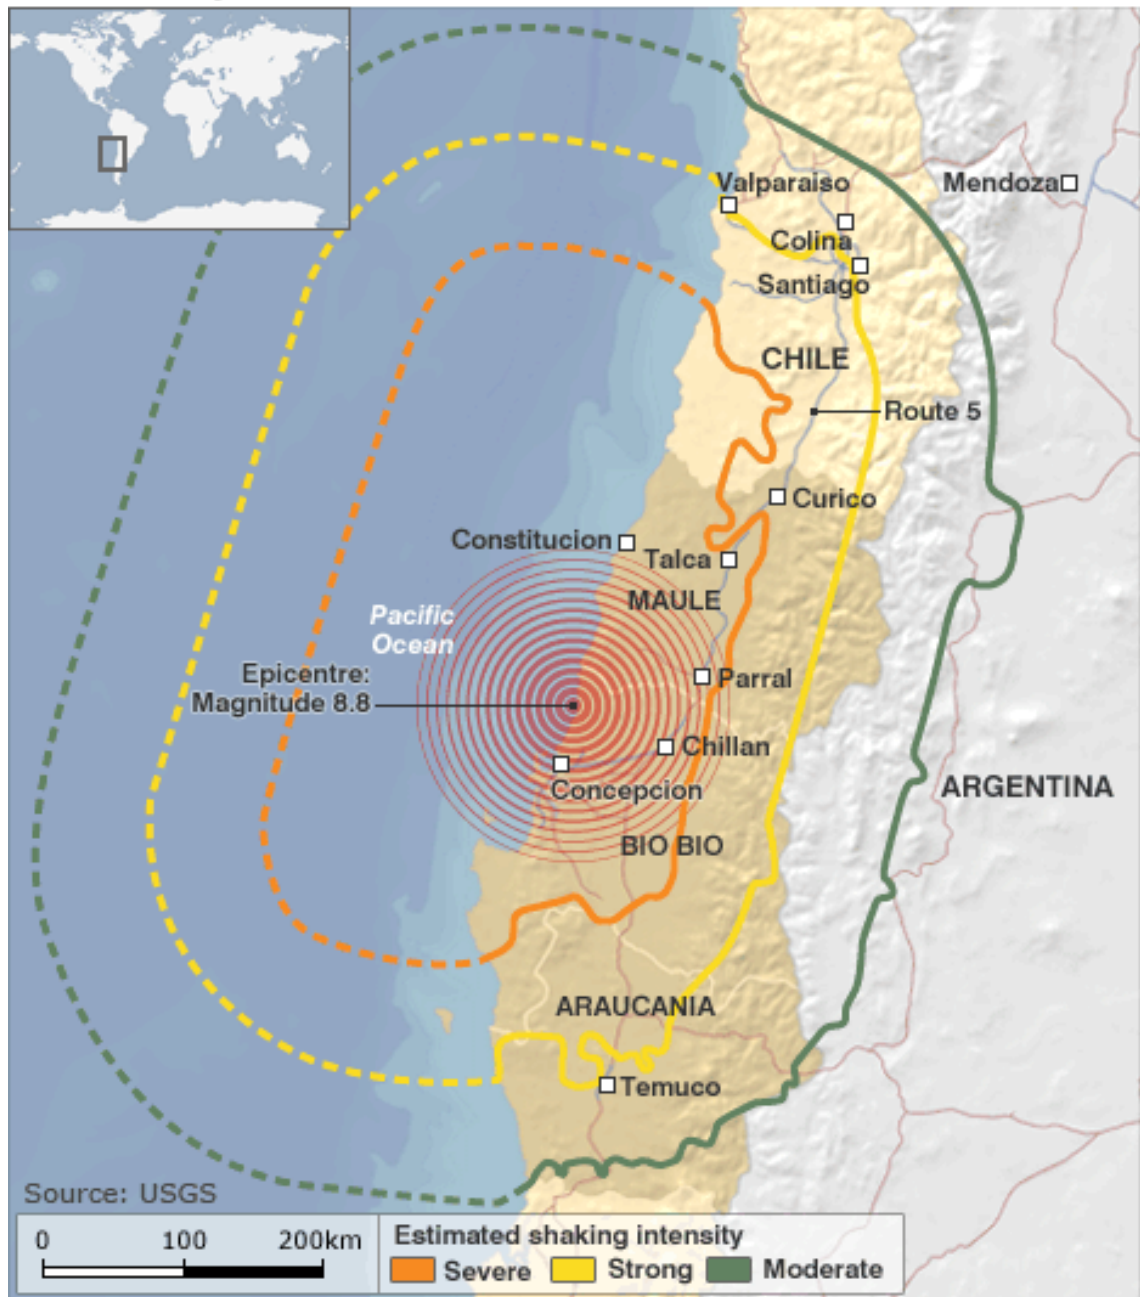 Valparaiso
Mendoza
Colina
Santiago
CHILE
Route 5
Curico
Constitucion
Talca
MAULE
Pacific
Ocean
Epicentre:
Magnitude 8.8
Parral
Chillan
Concepcion
ARGENTINA
BIO BIO
ARAUCANIA
Temuco
Source: USGS
0 100 200km
Estimated shaking intensity
Severe Strong Moderate